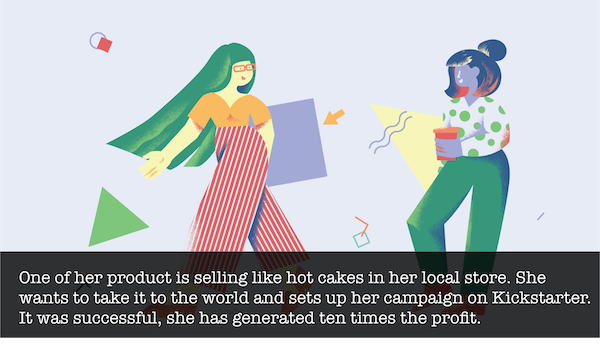 One of her product is selling like hot cakes in her local store. She
wants to take it to the world and sets up her campaign on Kickstarter.
It was successful, she has generated ten times the profit.